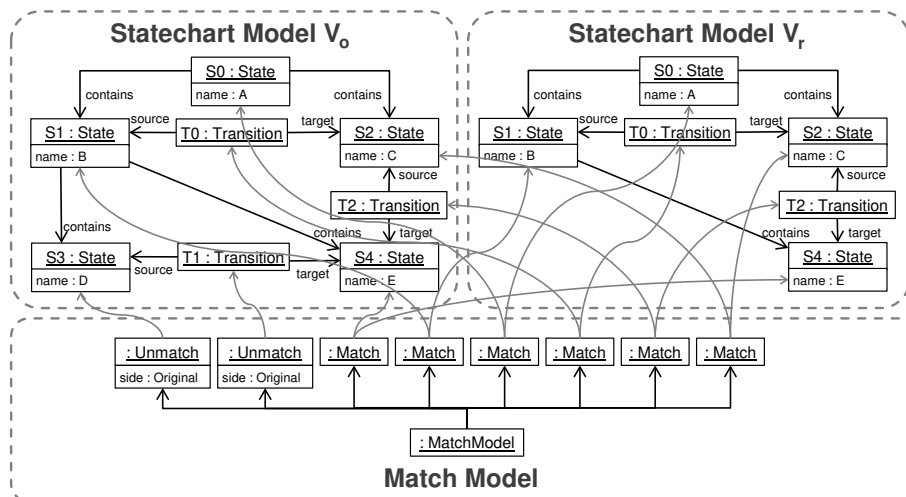 Statechart Model Vo
S0 : State
name : A
contains
contains
S1 : State
name : B
source
T0 : Transition
target
S2 : State
name : C
source
T2 : Transition
target
contains
contains
S3 : State
name : D
source
T1 : Transition
target
S4 : State
name : E
Statechart Model Vr
S0 : State
name : A
contains
contains
S1 : State
name : B
source
T0 : Transition
target
S2 : State
name : C
source
T2 : Transition
target
contains
S4 : State
name : E
: Unmatch
side : Original
: Unmatch
side : Original
: Match
: Match
: Match
: Match
: Match
: Match
: MatchModel
Match Model